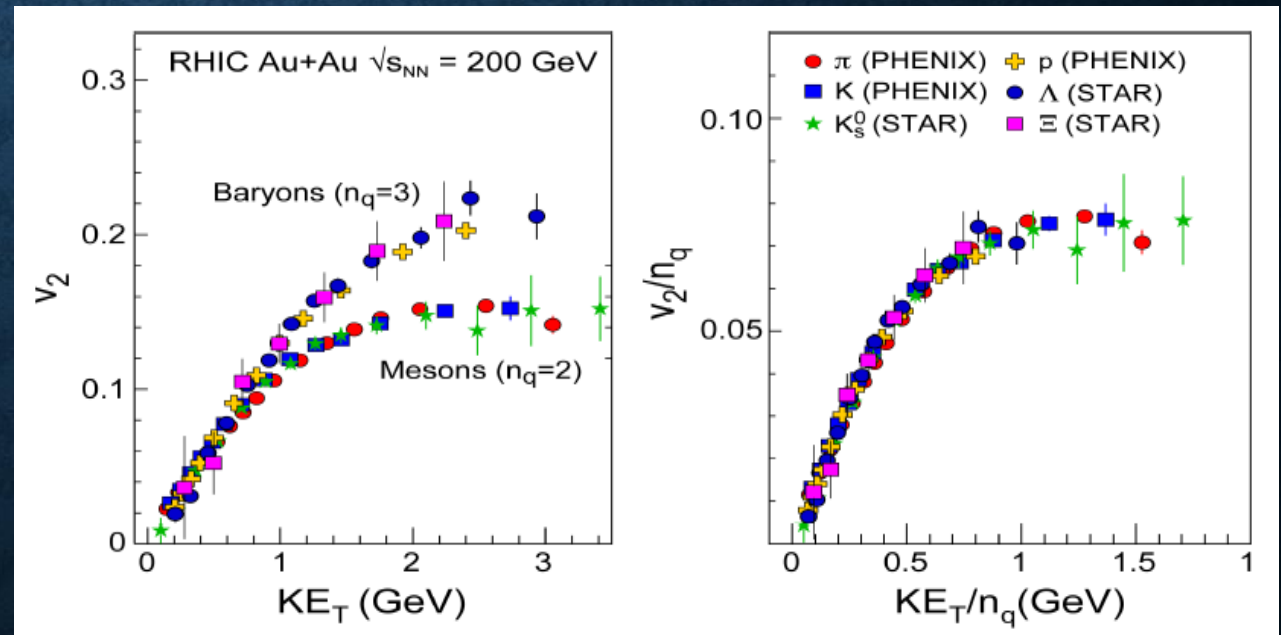 RHIC Au+Au √sNN = 200 GeV
0.3
Baryons (nq=3)
0.2
v2
Mesons (nq=2)
0.1
0
0 1 2 3
KET (GeV)
π (PHENIX) p (PHENIX)
K (PHENIX) Λ (STAR)
K0s (STAR) Ξ (STAR)
0.10
v2/nq
0.05
0 0.5 1 1.5 1
KET/nq(GeV)